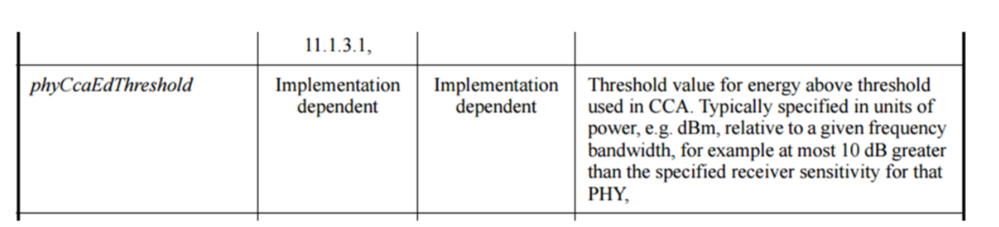 11.1.3.1,
phyCcaEdThreshold
Implementation
dependent
Implementation
dependent
Threshold value for energy above threshold
used in CCA. Typically specified in units of
power, e.g. dBm, relative to a given frequency
bandwidth, for example at most 10 dB greater
than the specified receiver sensitivity for that
PHY,